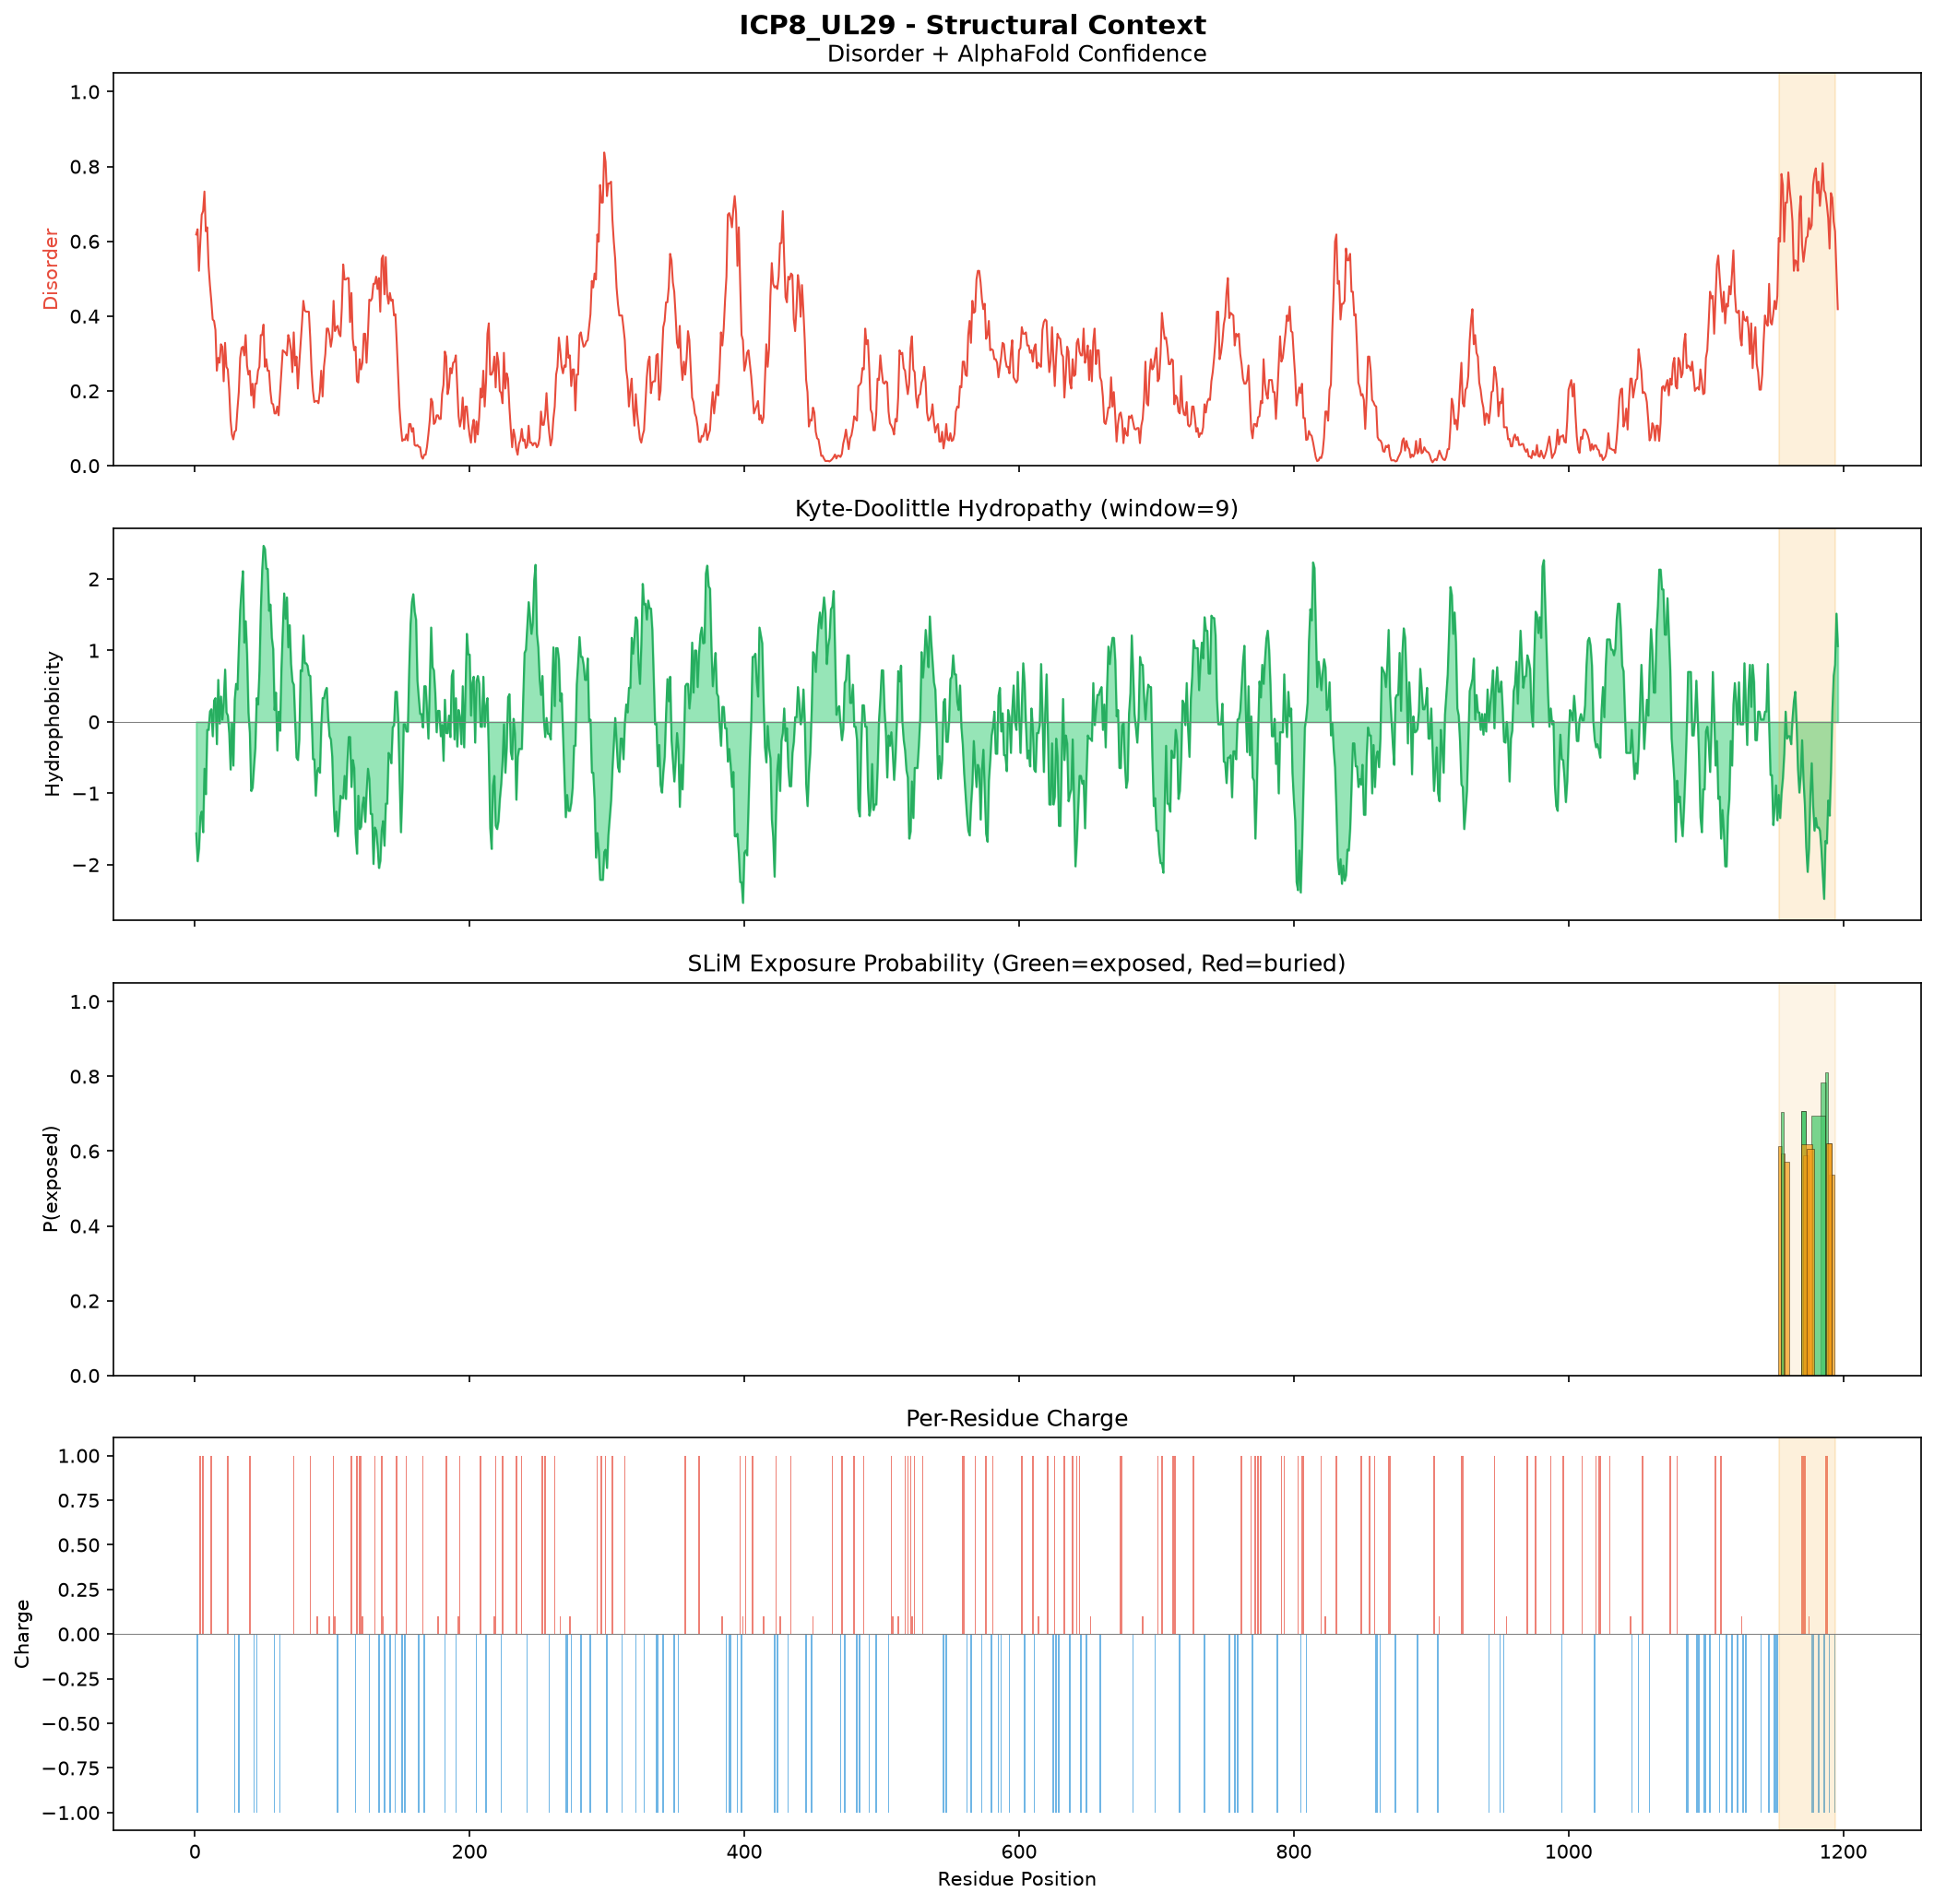 ICP8_UL29 - Structural Context
Disorder + AlphaFold Confidence
1.0
0.8
0.6
0.4
0.2
0.0
Disorder
Kyte-Doolittle Hydropathy (window=9)
2
1
0
−1
−2
Hydrophobicity
SLiM Exposure Probability (Green=exposed, Red=buried)
1.0
0.8
0.6
0.4
0.2
0.0
P(exposed)
Per-Residue Charge
1.00
0.75
0.50
0.25
0.00
−0.25
−0.50
−0.75
−1.00
Charge
0 200 400 600 800 1000 1200
Residue Position